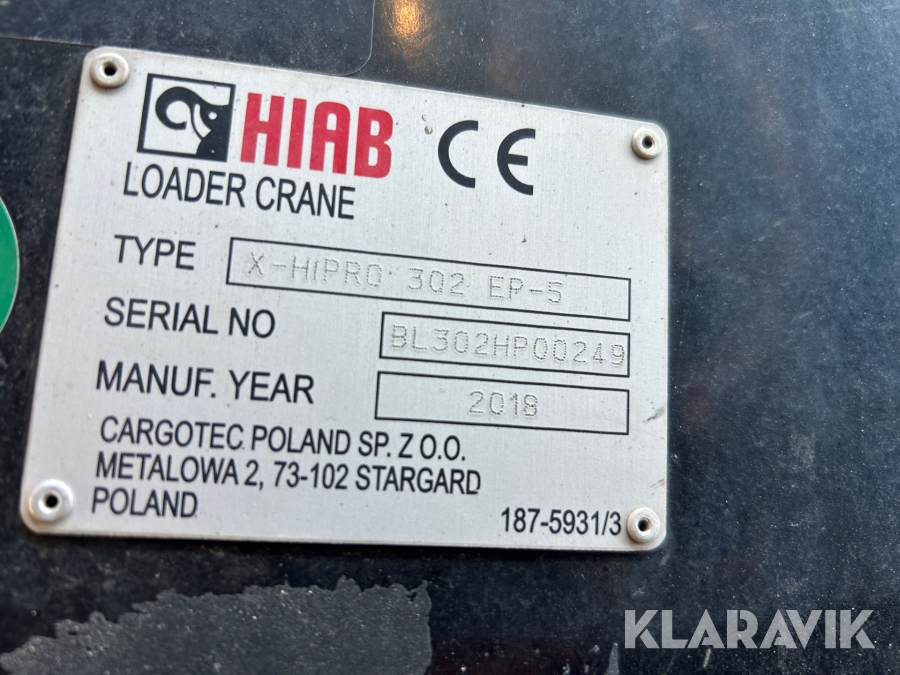 HIAB CE
LOADER CRANE
TYPE X-HIPRO 302 EP-5
SERIAL NO BL302HP00249
MANUF. YEAR 2018
CARGOTEC POLAND SP. Z O.O.
METALOWA 2, 73-102 STARGARD
POLAND
187-5931/3
KLARAVIK